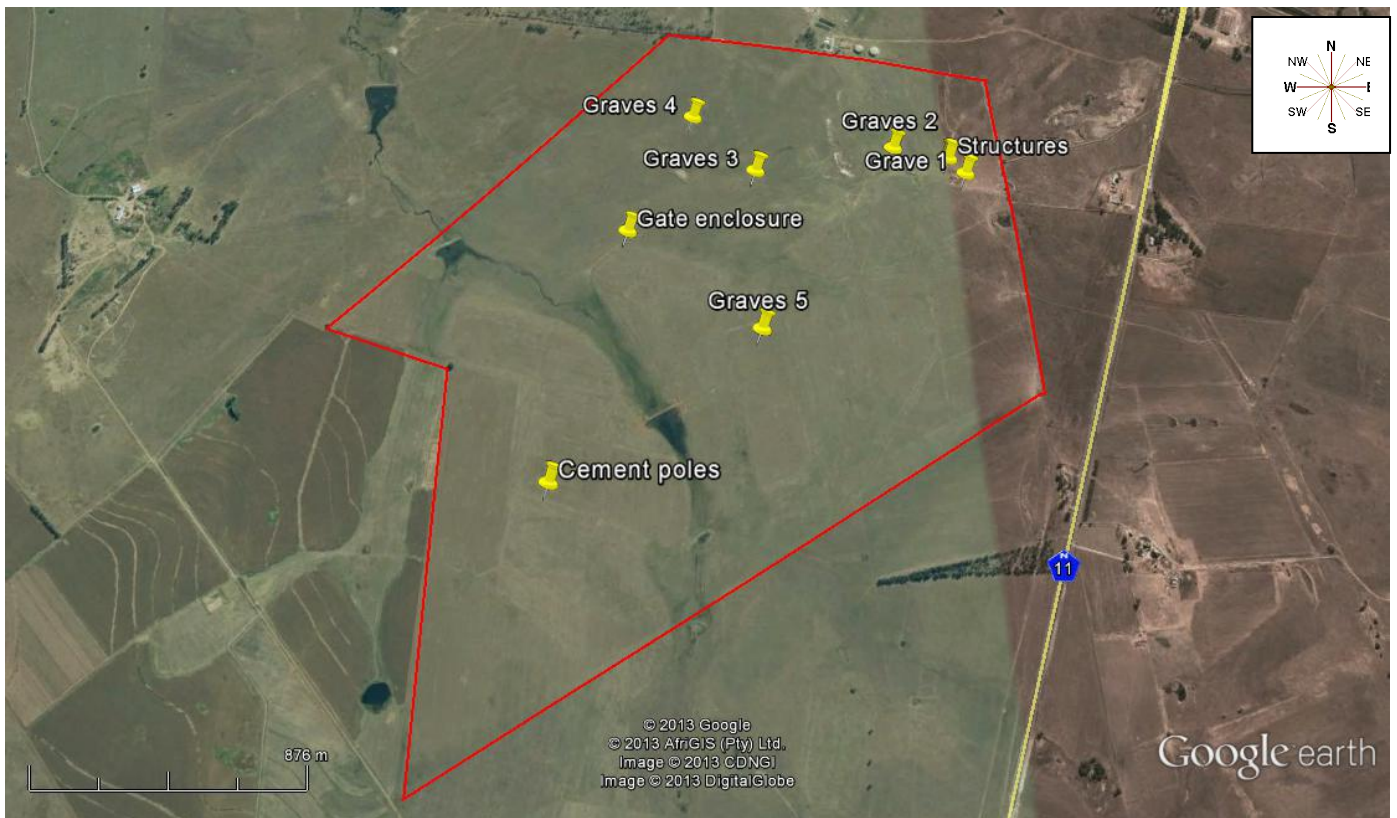 N
NW NE
W E
SW SE
S
Graves 4
Graves 2
Structures
Graves 3
Grave 1
Gate enclosure
Graves 5
Cement poles
N
11
© 2013 Google
© 2013 AfriGIS (Pty) Ltd.
Image © 2013 CDNGI
Image © 2013 DigitalGlobe
876 m
Google earth